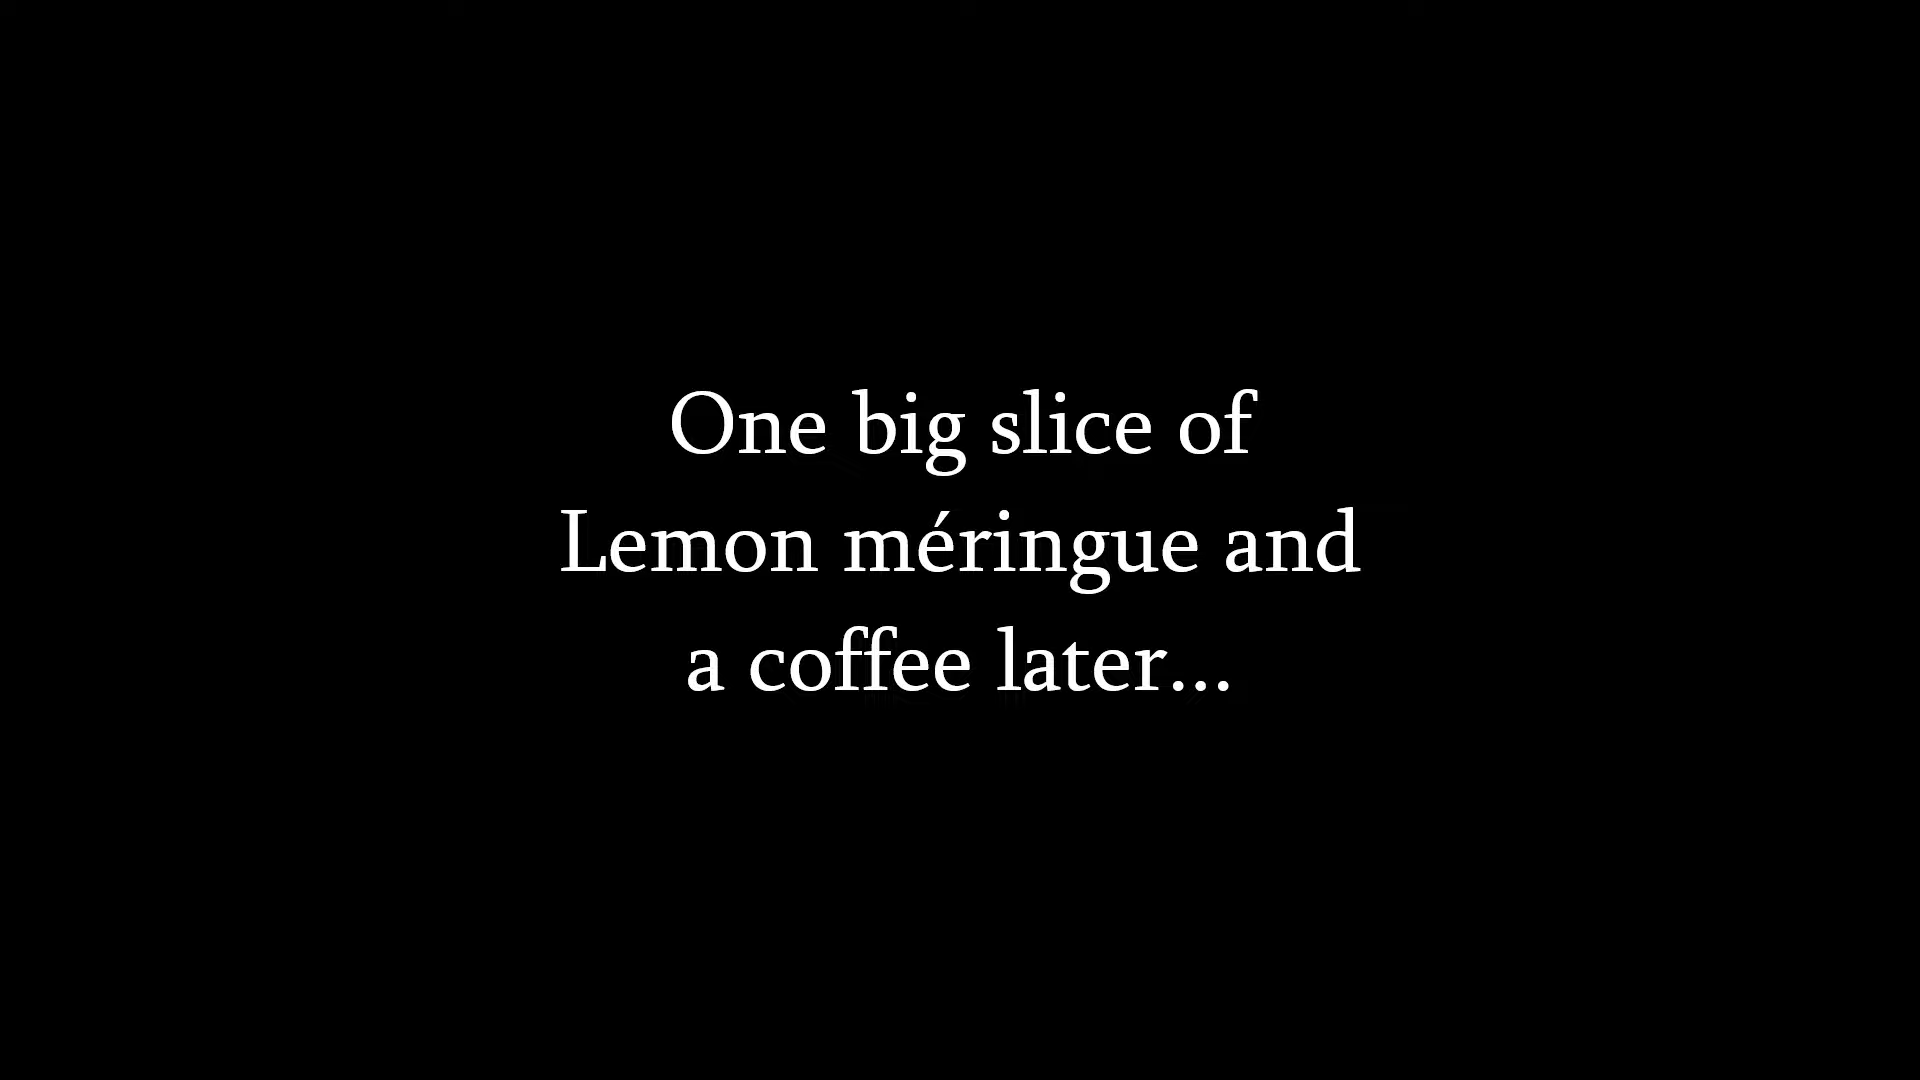 One big slice of
Lemon méringue and
a coffee later...